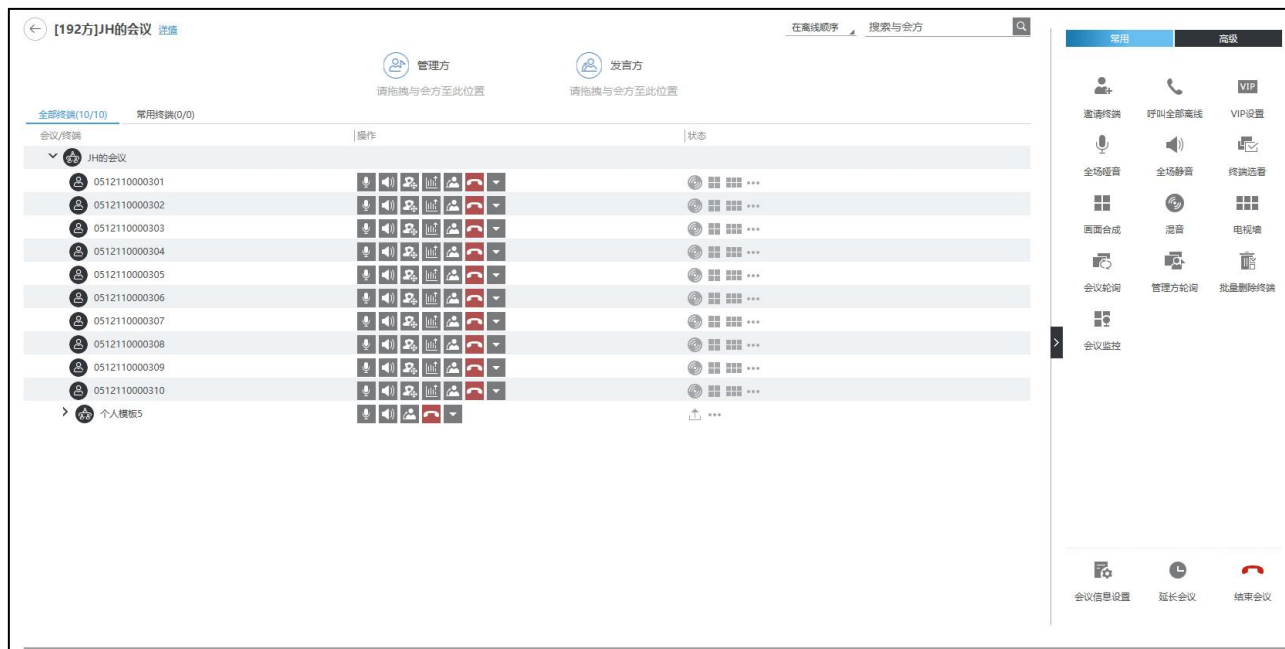 [192方]JH的会议 详情
在离线顺序 搜索与会方
常用 高级
管理方 发言方
请拖拽与会方至此位置 请拖拽与会方至此位置
VIP
邀请终端 呼叫全部离线 VIP设置
全部终端(10/10) 常用终端(0/0)
会议/终端 操作 状态
JH的会议
全场哑音 全场静音 终端选看
0512110000301
0512110000302
0512110000303
画面合成 混音 电视墙
0512110000304
0512110000305
0512110000306
会议轮询 管理方轮询 批量删除终端
0512110000307
0512110000308
会议监控
0512110000309
0512110000310
个人模板5
会议信息设置 延长会议 结束会议